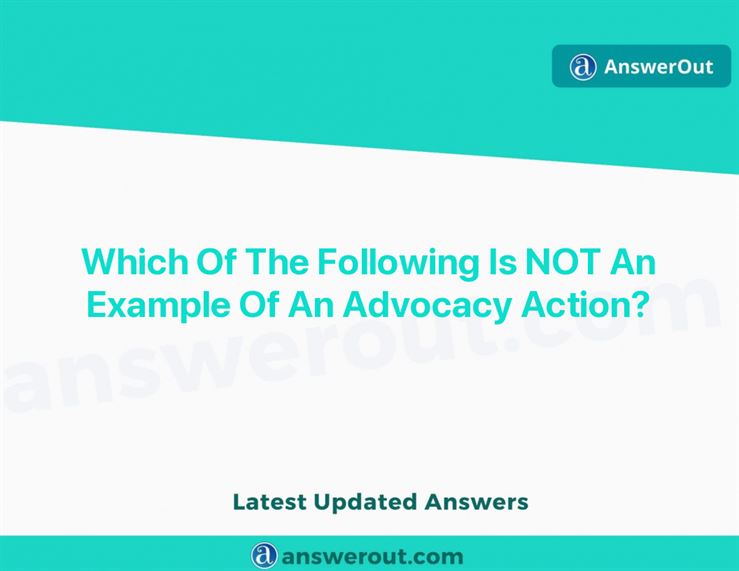 AnswerOut
Which Of The Following Is NOT An
Example Of An Advocacy Action?
answerout.com
Latest Updated Answers
answerout.com